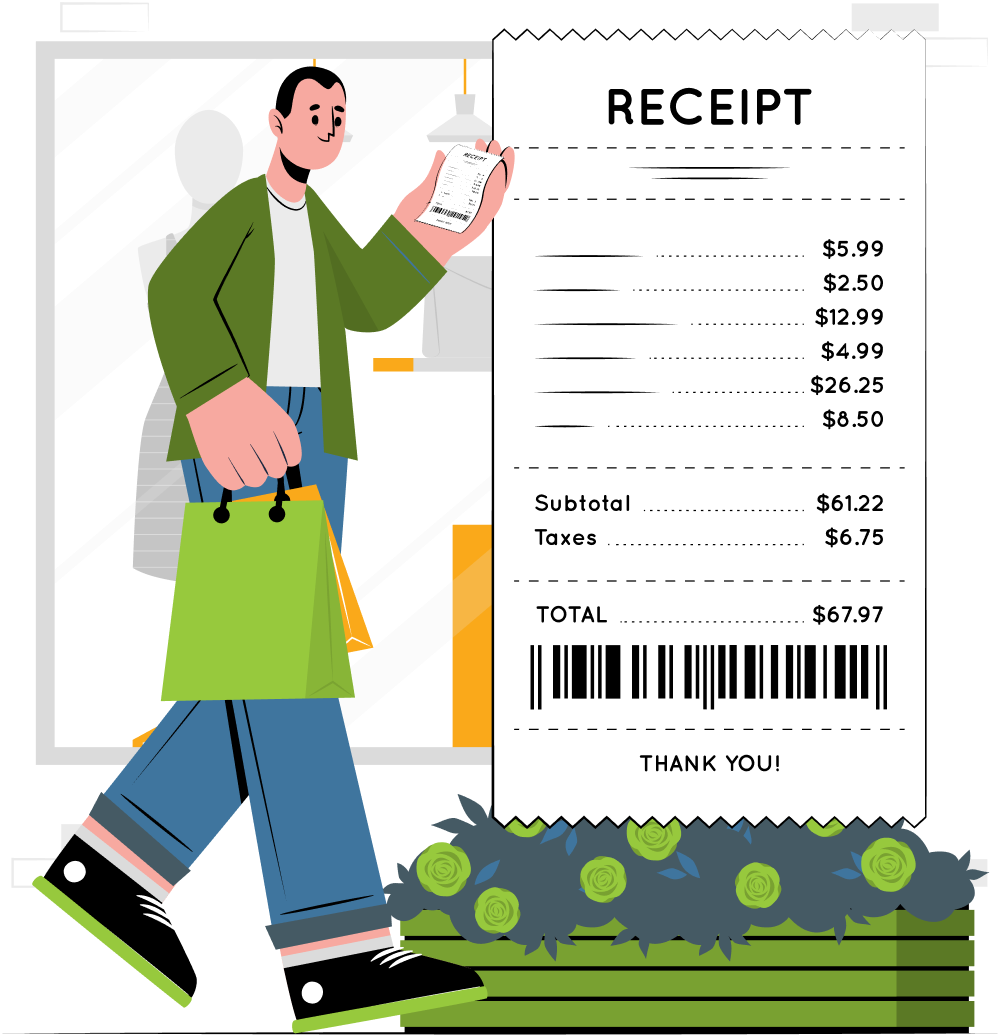 RECEIPT
$5.99
$2.50
$12.99
$4.99
$26.25
$8.50
Subtotal $61.22
Taxes $6.75
TOTAL $67.97
THANK YOU!
RECEIPT